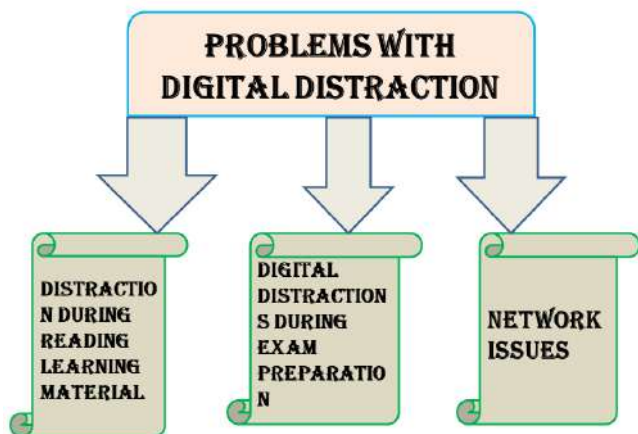 PROBLEMS WITH
DIGITAL DISTRACTION
DISTRACTIO
N DURING
READING
LEARNING
MATERIAL
DIGITAL
DISTRACTION
S DURING
EXAM
PREPARATIO
N
NETWORK
ISSUES